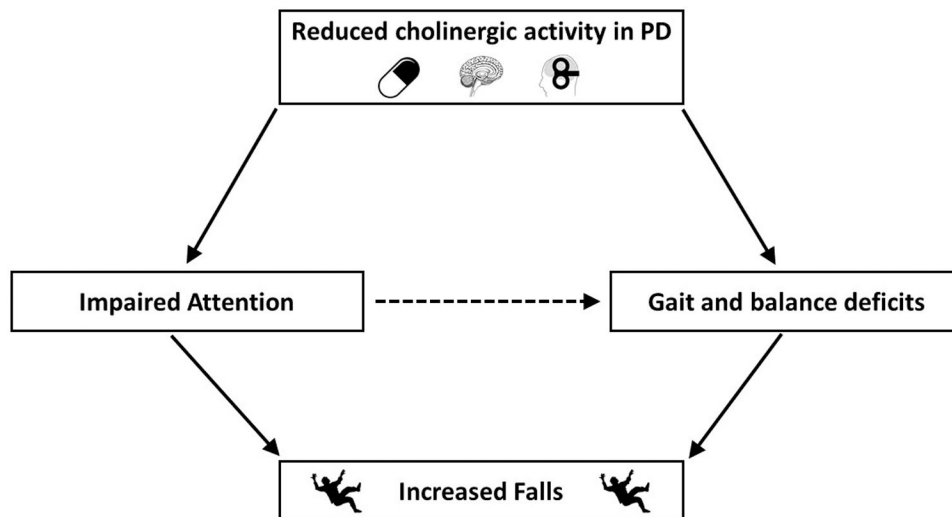 Reduced cholinergic activity in PD
Impaired Attention
Gait and balance deficits
Increased Falls